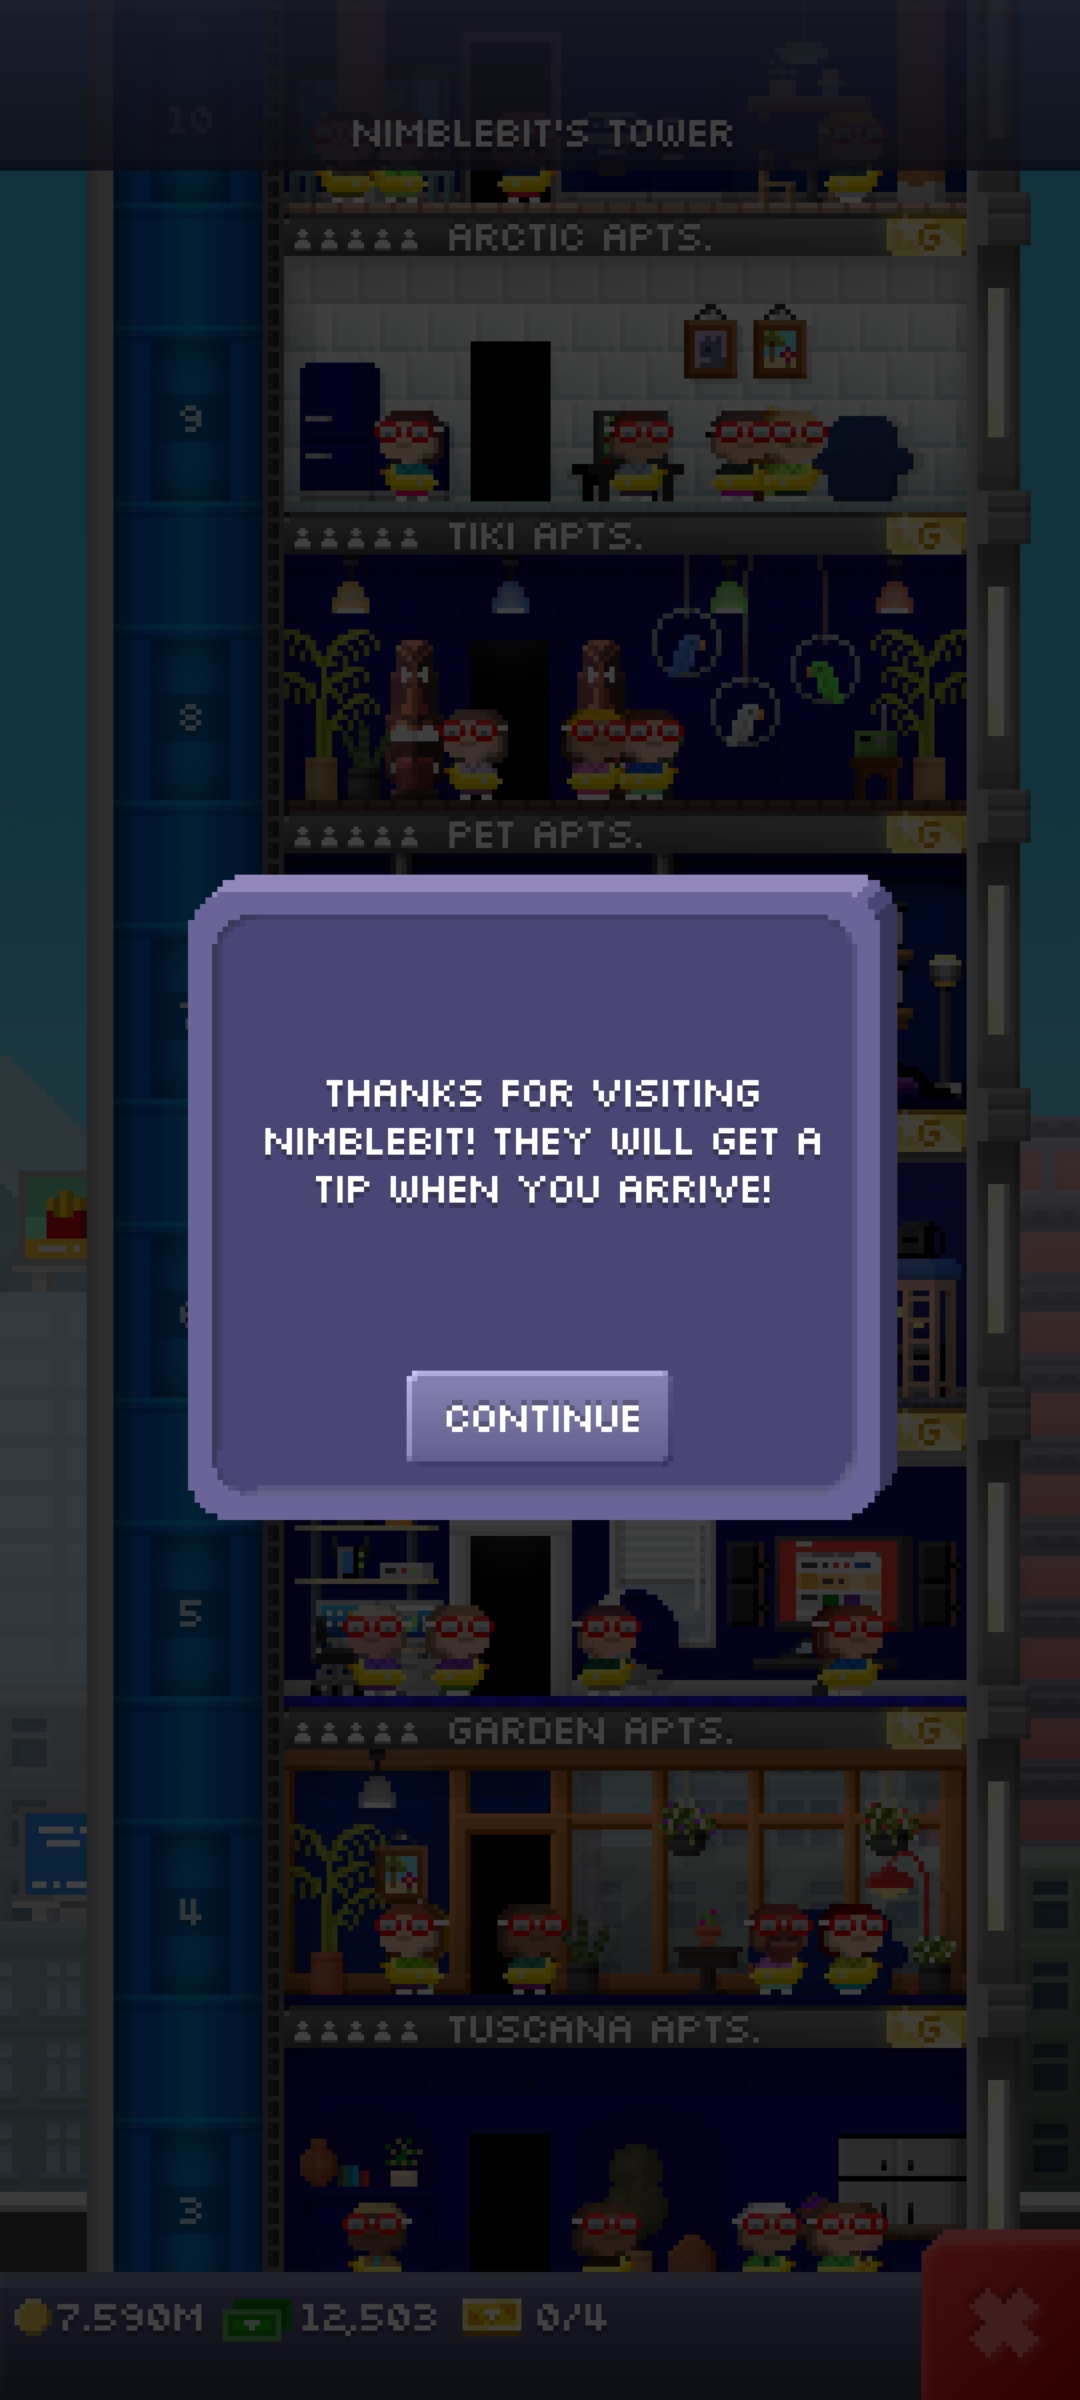 10
NIMBLEBIT'S TOWER
ARCTIC APTS. G
9
TIKI APTS. G
8
PET APTS. G
THANKS FOR VISITING
NIMBLEBIT! THEY WILL GET A
TIP WHEN YOU ARRIVE!
G
CONTINUE
G
5
GARDEN APTS. G
4
TUSCANA APTS. G
3
7.590M 12,503 0/4